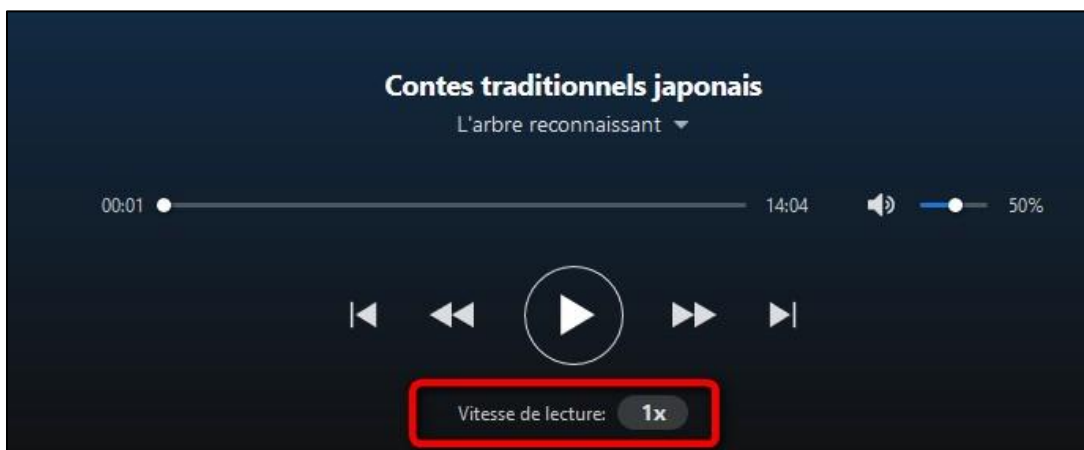 Contes traditionnels japonais
L'arbre reconnaissant
00:01 14:04 50%
Vitesse de lecture: 1x